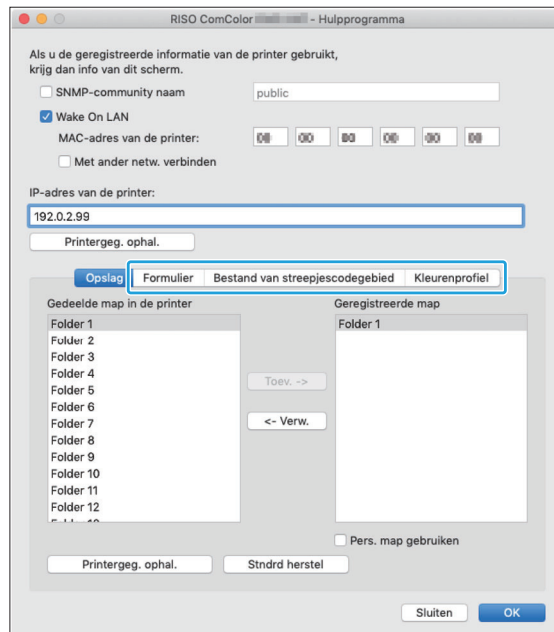 RISO ComColor - Hulpprogramma
Als u de geregistreerde informatie van de printer gebruikt,
krijg dan info van dit scherm.
SNMP-community naam public
Wake On LAN
MAC-adres van de printer:
Met ander netw. verbinden
IP-adres van de printer:
192.0.2.99
Printergeg. ophal.
Opslag Formulier Bestand van streepjescodegebied Kleurenprofiel
Gedeelde map in de printer Geregistreerde map
Folder 1 Folder 1
Folder 2
Folder 3
Folder 4
Folder 5
Folder 6
Folder 7
Folder 8
Folder 9
Folder 10
Folder 11
Folder 12
Toev. ->
<- Verw.
Pers. map gebruiken
Printergeg. ophal. Stndrd herstel
Sluiten OK